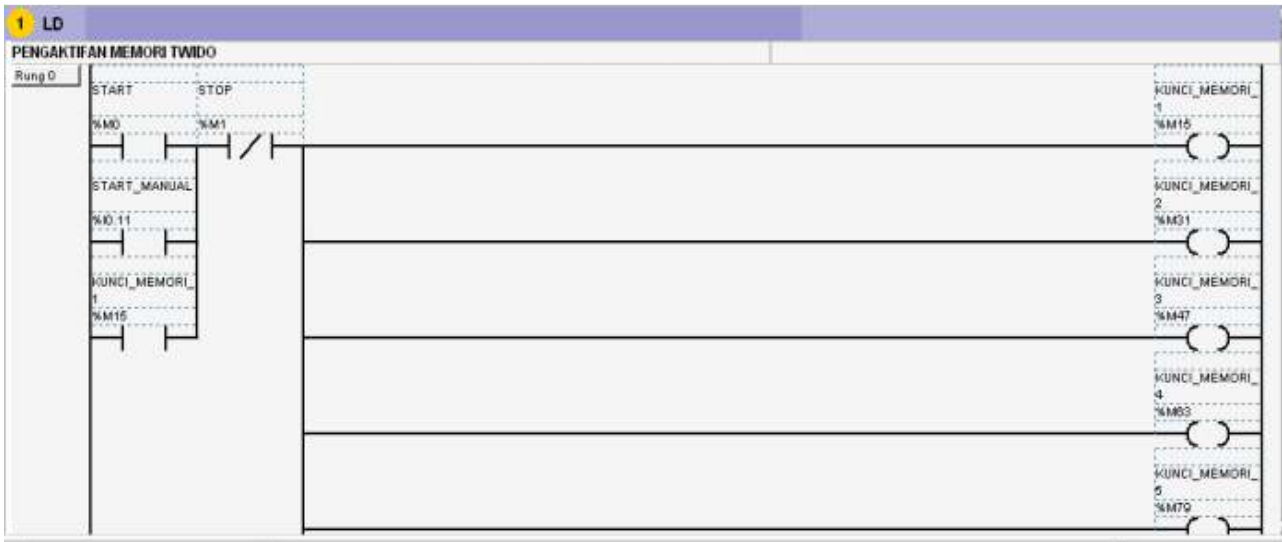 1 LD
PENGAKTIFAN MEMORI TWIDO
Rung 0
START
%M0
STOP
%M1
KUNCI_MEMORI_
1
%M15
START_MANUAL
%I0.11
KUNCI_MEMORI_
2
%M31
KUNCI_MEMORI_
1
%M15
KUNCI_MEMORI_
3
%M47
KUNCI_MEMORI_
4
%M63
KUNCI_MEMORI_
5
%M79